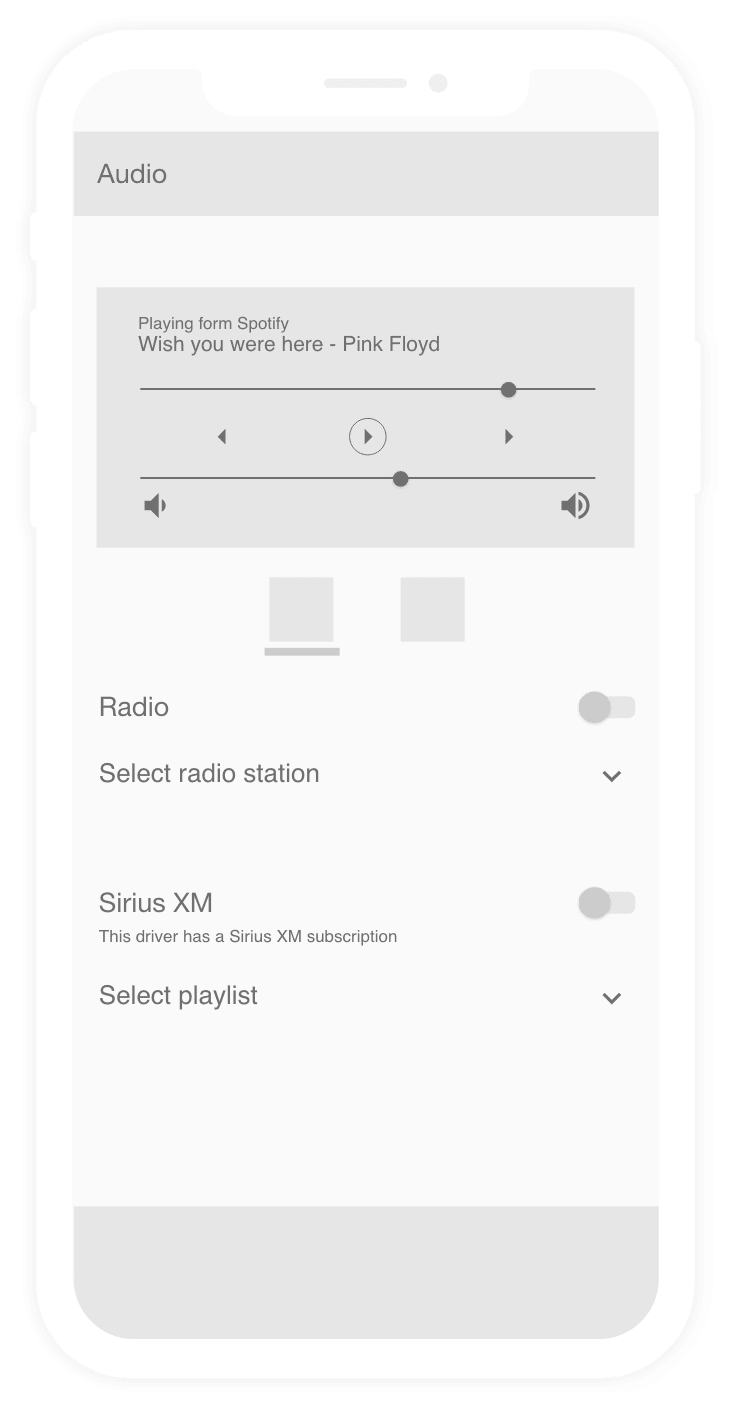 Audio
Playing form Spotify
Wish you were here - Pink Floyd
Radio
Select radio station
Sirius XM
This driver has a Sirius XM subscription
Select playlist